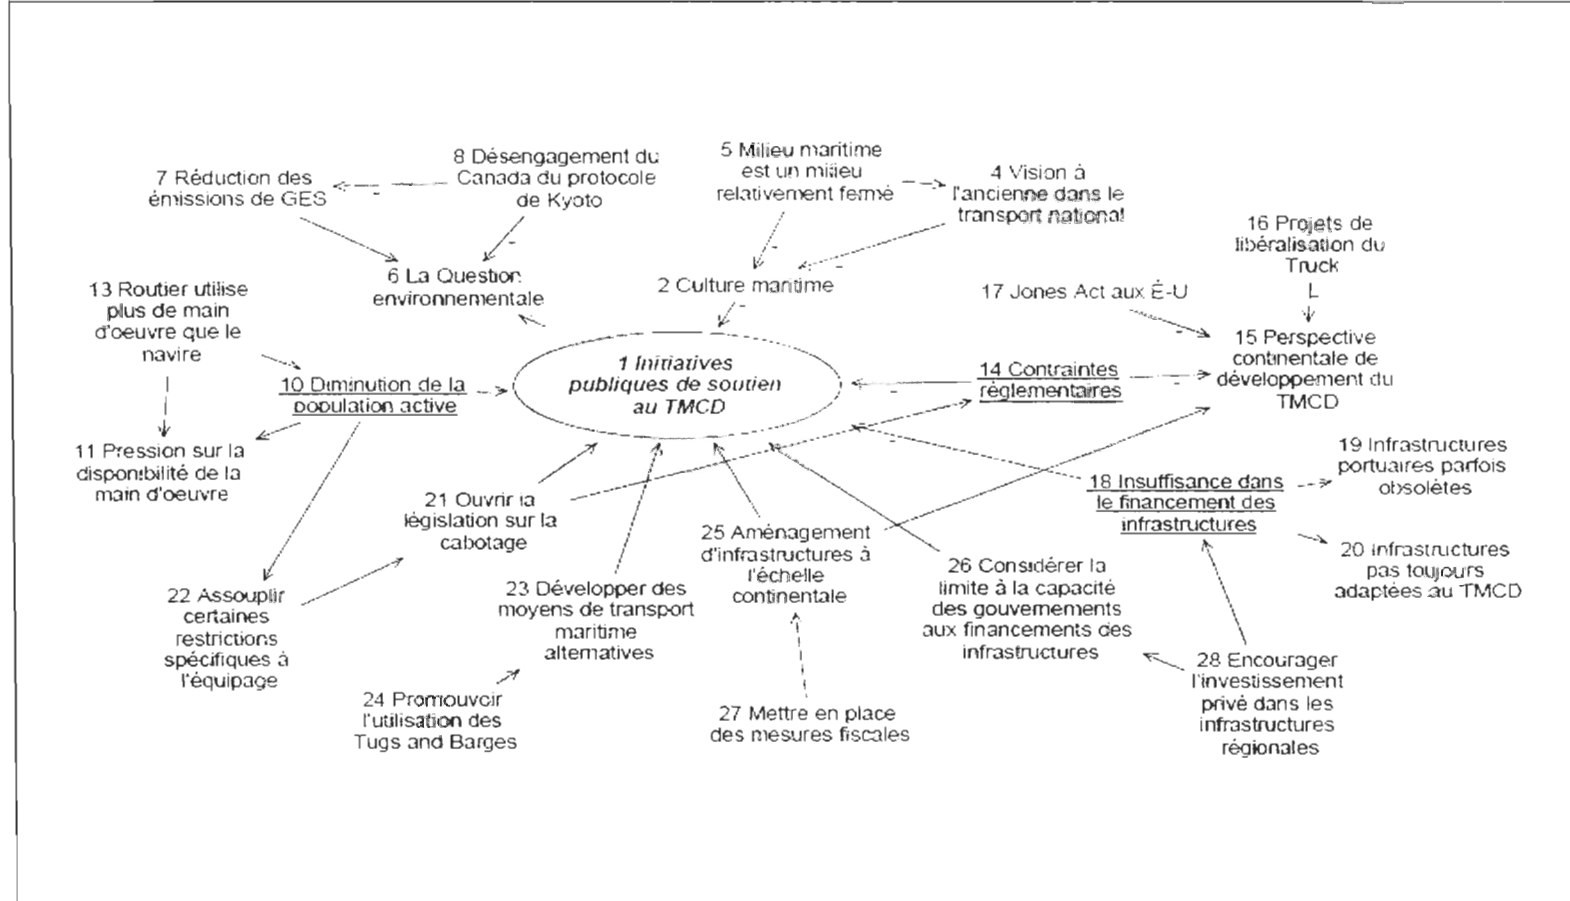 7 Réduction des
émissions de GES
8 Désengagement du
Canada du protocole
de Kyoto
5 Milieu maritime
est un milieu
relativement fermé
4 Vision à
l'ancienne dans le
transport national
16 Projets de
libéralisation du
Truck
6 La Question
environnementale
2 Culture maritime
17 Jones Act aux É-U
13 Routier utilise
plus de main
d'oeuvre que le
navire
15 Perspective
continentale de
développement du
TMCD
1 Initiatives
publiques de soutien
au TMCD
10 Diminution de la
population active
14 Contraintes
réglementaires
11 Pression sur la
disponibilité de la
main d'oeuvre
19 Infrastructures
portuaires parfois
obsolètes
18 Insuffisance dans
le financement des
infrastructures
21 Ouvrir la
législation sur la
cabotage
25 Aménagement
d'infrastructures à
l'échelle
continentale
20 Infrastructures
pas toujours
adaptées au TMCD
26 Considérer la
limite à la capacité
des gouvernements
aux financements des
infrastructures
22 Assouplir
certaines
restrictions
spécifiques à
l'équipage
23 Développer des
moyens de transport
maritime
alternatives
28 Encourager
l'investissement
privé dans les
infrastructures
régionales
24 Promouvoir
l'utilisation des
Tugs and Barges
27 Mettre en place
des mesures fiscales